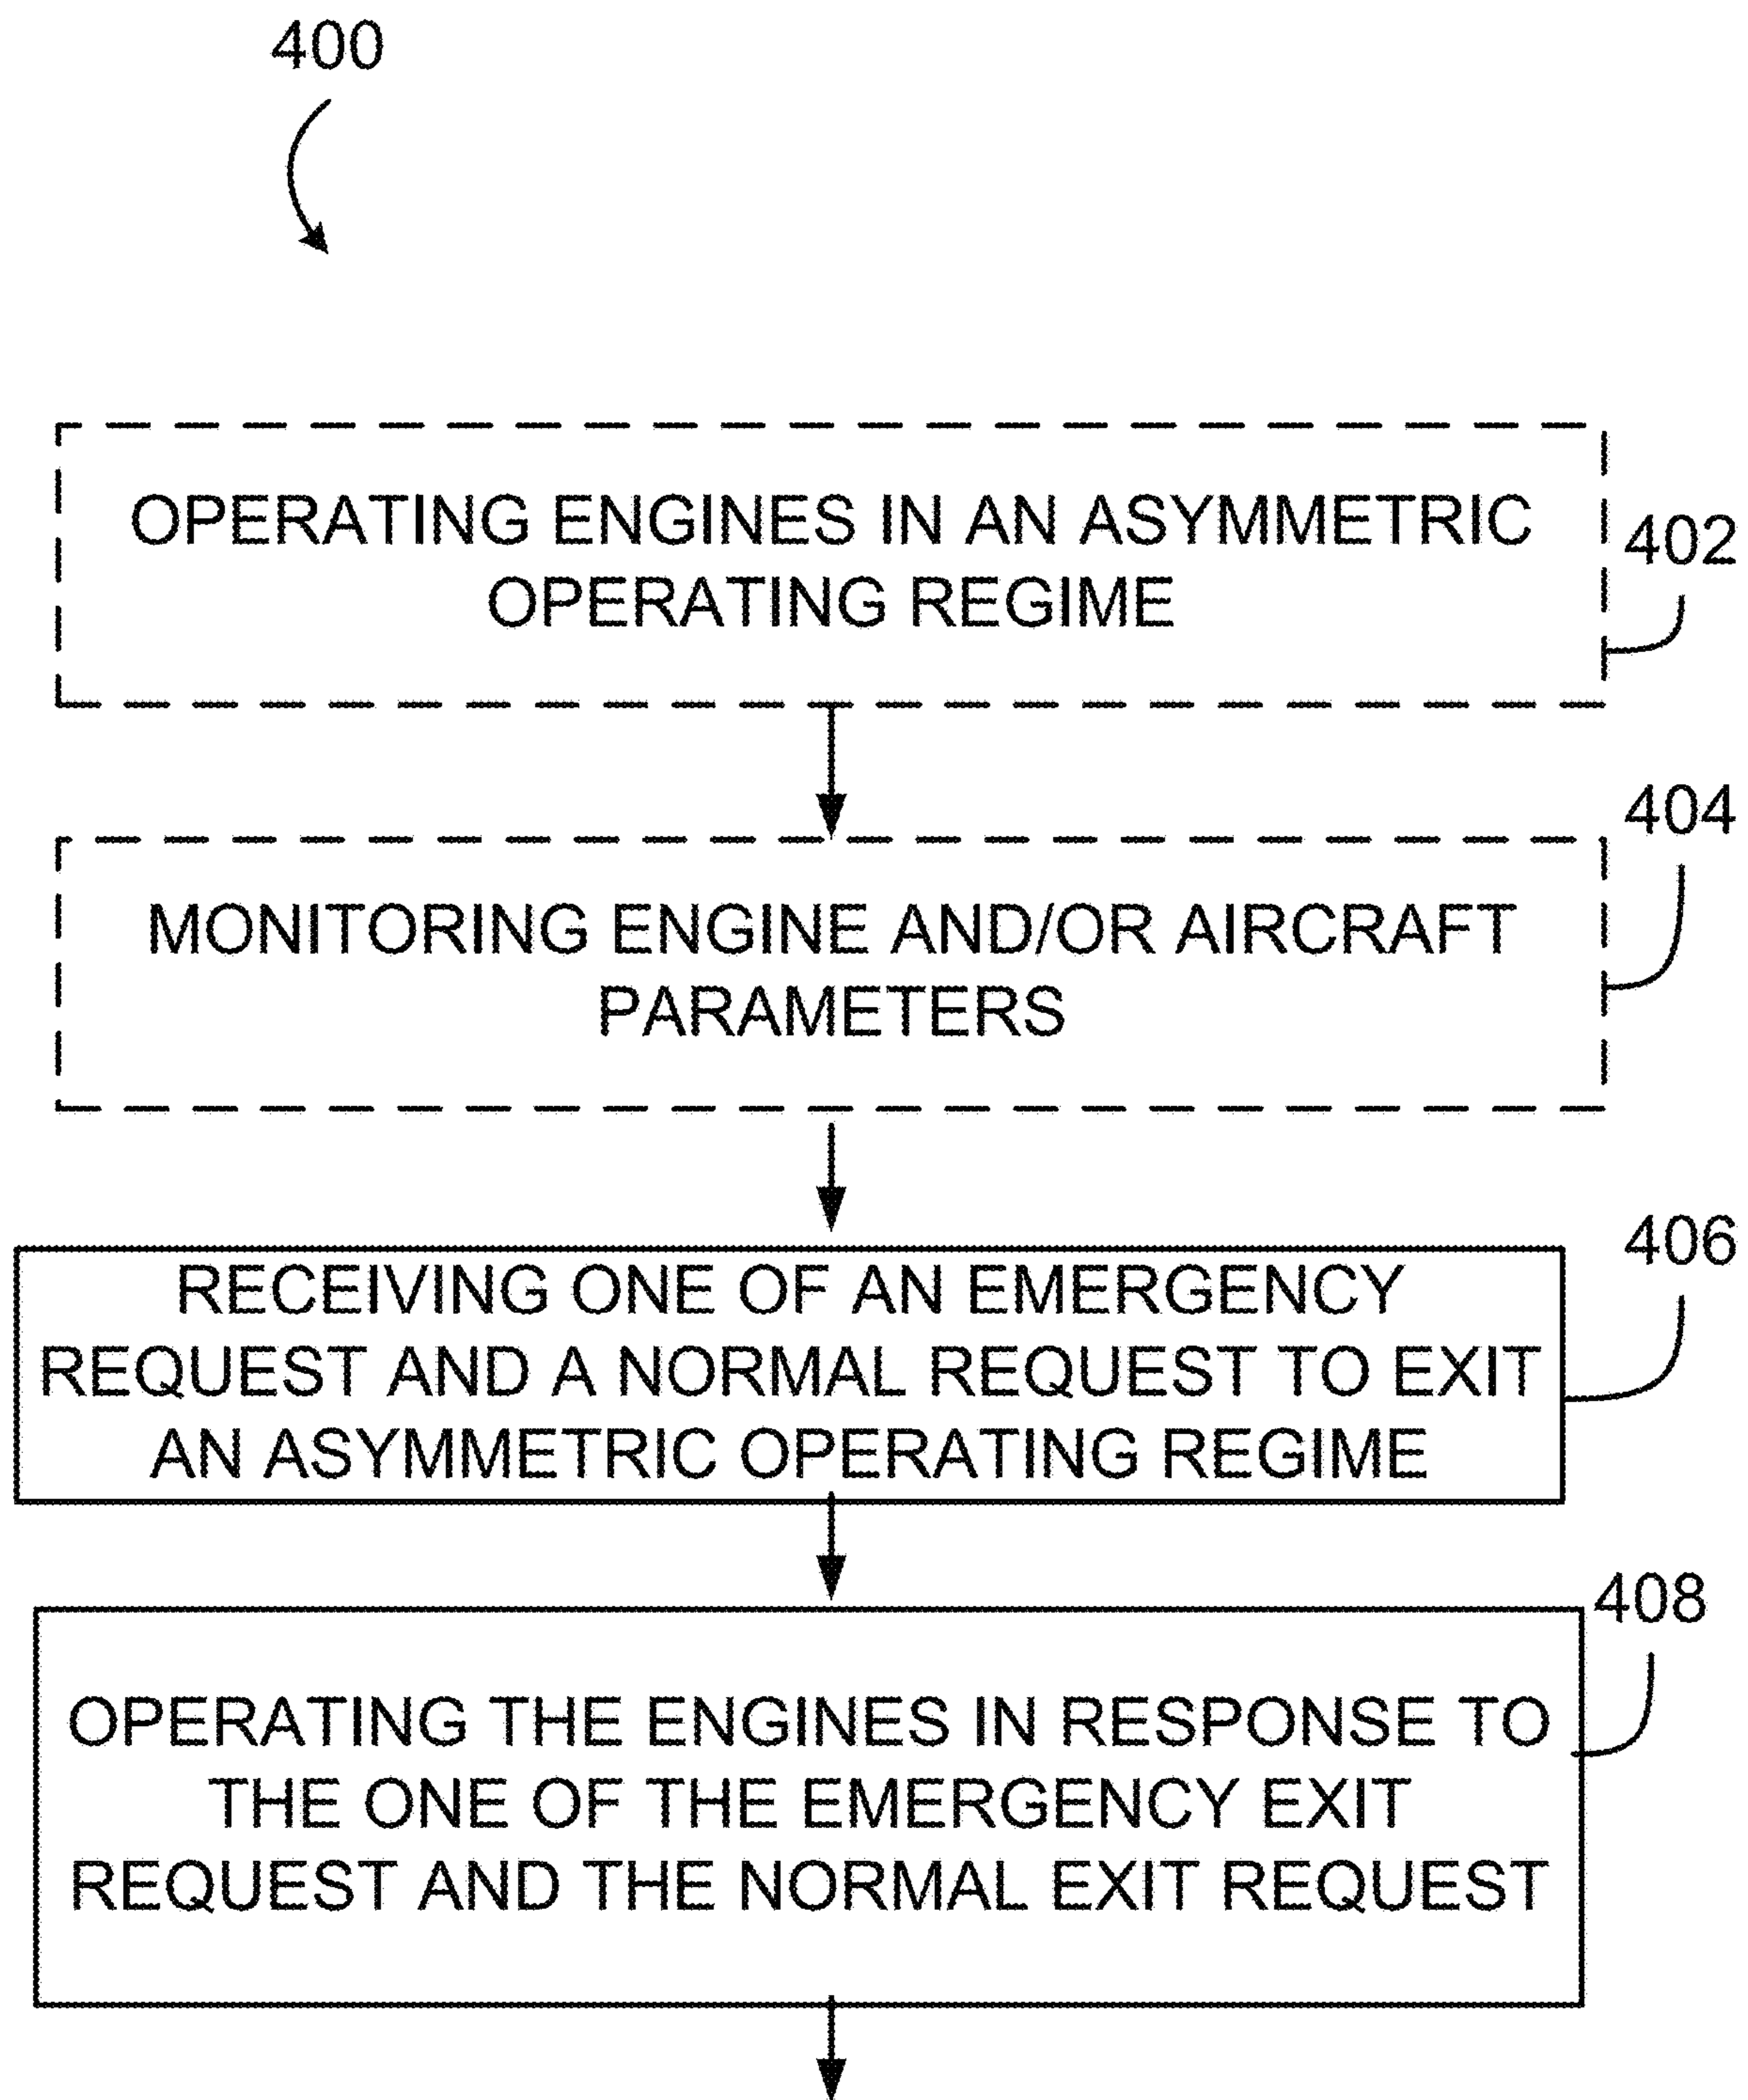 400
OPERATING ENGINES IN AN ASYMMETRIC
OPERATING REGIME
402
MONITORING ENGINE AND/OR AIRCRAFT
PARAMETERS
404
RECEIVING ONE OF AN EMERGENCY
REQUEST AND A NORMAL REQUEST TO EXIT
AN ASYMMETRIC OPERATING REGIME
406
OPERATING THE ENGINES IN RESPONSE TO
THE ONE OF THE EMERGENCY EXIT
REQUEST AND THE NORMAL EXIT REQUEST
408